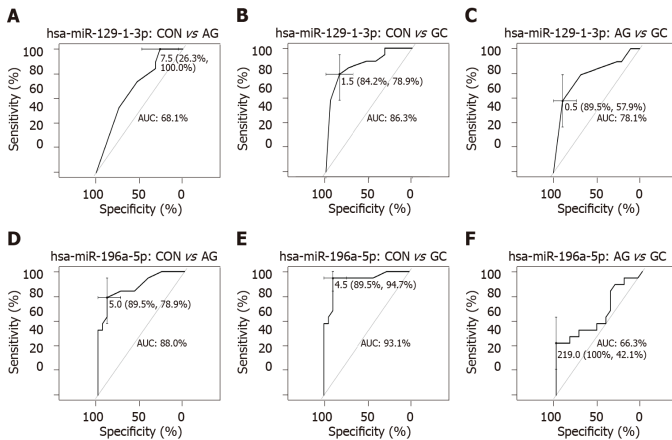 A
hsa-miR-129-1-3p: CON vs AG
Sensitivity (%)
100
80
60
40
20
0
7.5 (26.3%,
100.0%)
AUC: 68.1%
100 50 0
Specificity (%)
B
hsa-miR-129-1-3p: CON vs GC
Sensitivity (%)
100
80
60
40
20
0
1.5 (84.2%, 78.9%)
AUC: 86.3%
100 50 0
Specificity (%)
C
hsa-miR-129-1-3p: AG vs GC
Sensitivity (%)
100
80
60
40
20
0
0.5 (89.5%, 57.9%)
AUC: 78.1%
100 50 0
Specificity (%)
D
hsa-miR-196a-5p: CON vs AG
Sensitivity (%)
100
80
60
40
20
0
5.0 (89.5%, 78.9%)
AUC: 88.0%
100 50 0
Specificity (%)
E
hsa-miR-196a-5p: CON vs GC
Sensitivity (%)
100
80
60
40
20
0
4.5 (89.5%, 94.7%)
AUC: 93.1%
100 50 0
Specificity (%)
F
hsa-miR-196a-5p: AG vs GC
Sensitivity (%)
100
80
60
40
20
0
AUC: 66.3%
219.0 (100%, 42.1%)
100 50 0
Specificity (%)